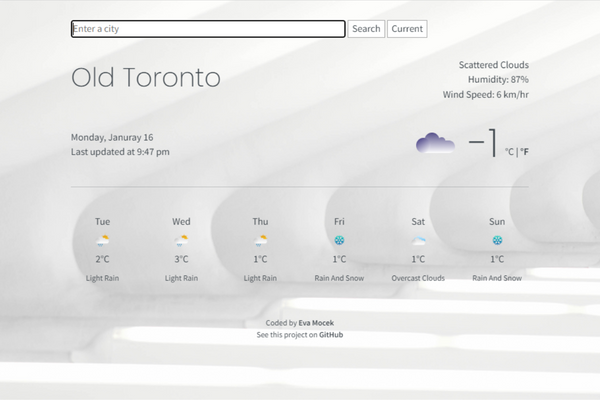 Enter a city Search Current
Old Toronto
Scattered Clouds
Humidity: 87%
Wind Speed: 6 km/hr
Monday, Januray 16
Last updated at 9:47 pm
−1 °C | °F
Tue Wed Thu Fri Sat Sun
2°C 3°C 1°C 1°C 1°C 1°C
Light Rain Light Rain Light Rain Rain And Snow Overcast Clouds Rain And Snow
Coded by Eva Mocek
See this project on GitHub